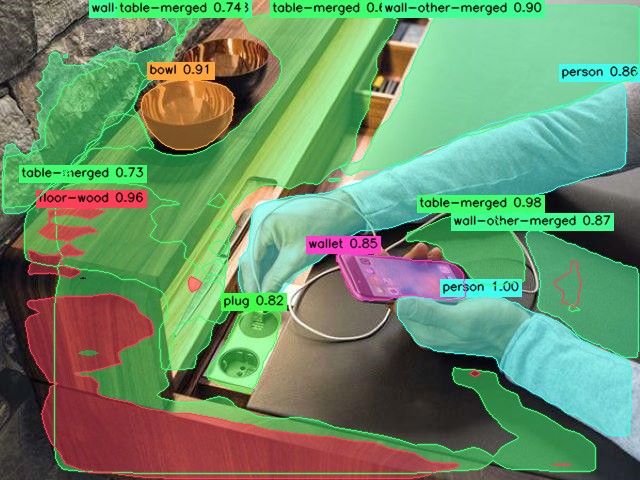 wall- table-merged 0.74
table-merged 0.
wall-other-merged 0.90
bowl 0.91
person 0.86
table-merged 0.73
floor-wood 0.96
table-merged 0.98
wall-other-merged 0.87
wallet 0.85
person 1.00
plug 0.82